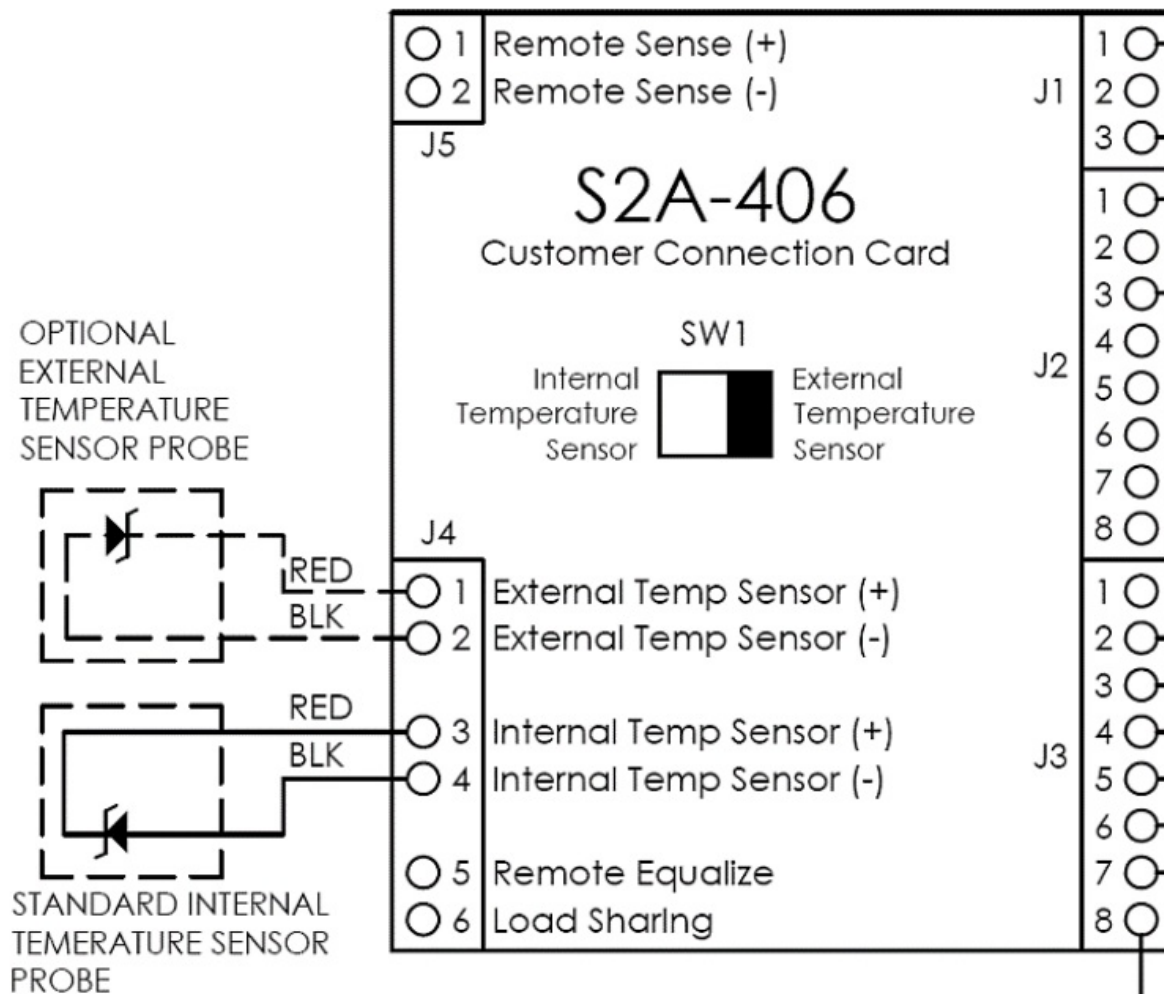 1 Remote Sense (+)
2 Remote Sense (-)
J5
S2A-406
Customer Connection Card
SW1
Internal
Temperature
Sensor
External
Temperature
Sensor
OPTIONAL
EXTERNAL
TEMPERATURE
SENSOR PROBE
J4
RED
BLK
1 External Temp Sensor (+)
2 External Temp Sensor (-)
RED
BLK
3 Internal Temp Sensor (+)
4 Internal Temp Sensor (-)
5 Remote Equalize
6 Load Sharing
STANDARD INTERNAL
TEMERATURE SENSOR
PROBE
J1
1
2
3
J2
1
2
3
4
5
6
7
8
J3
1
2
3
4
5
6
7
8